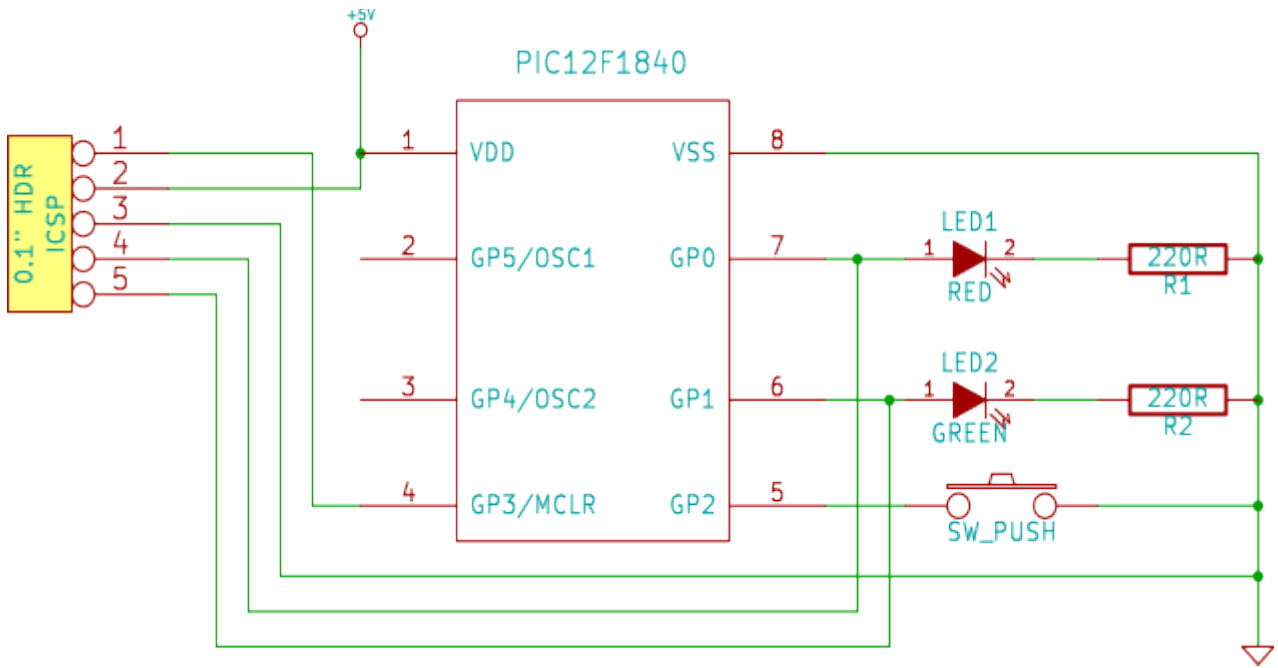 +5V
PIC12F1840
0.1" HDR
ICSP
1
2
3
4
5
1 VDD VSS 8
2 GP5/OSC1 GP0 7
3 GP4/OSC2 GP1 6
4 GP3/MCLR GP2 5
LED1
1 2
RED
220R
R1
LED2
1 2
GREEN
220R
R2
SW_PUSH